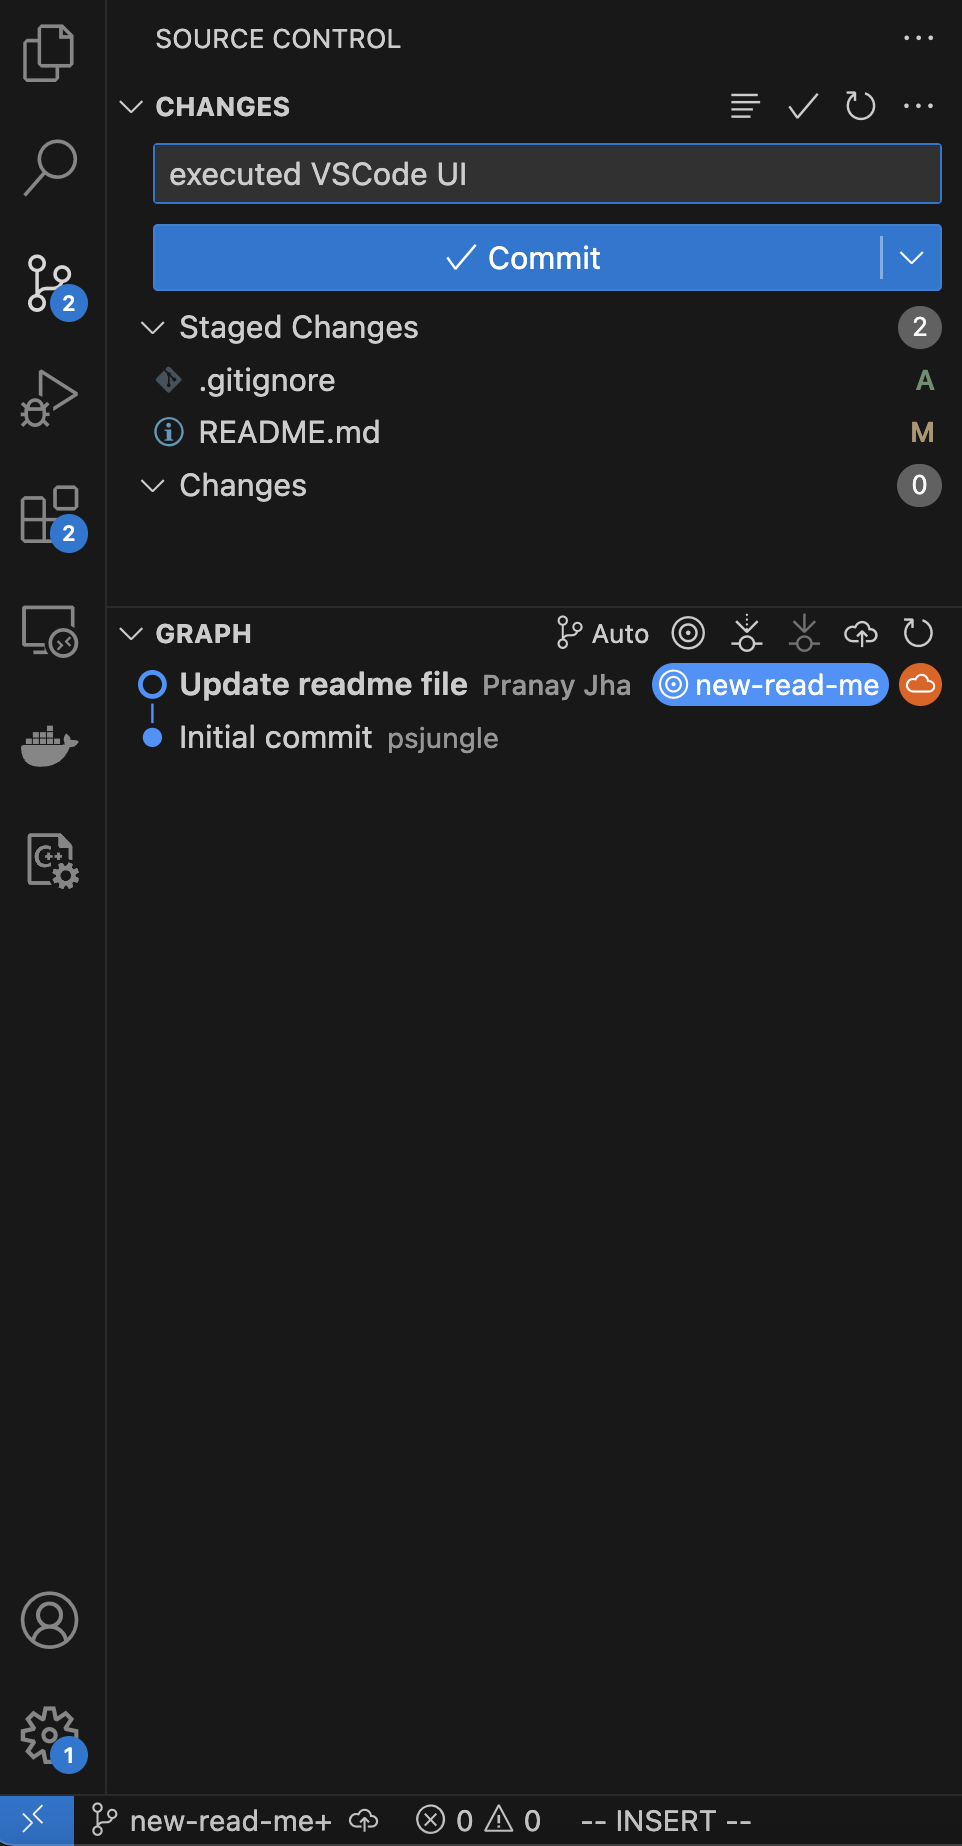 SOURCE CONTROL
CHANGES
executed VSCode UI
Commit
Staged Changes 2
2
.gitignore A
README.md M
Changes 0
2
GRAPH Auto
Update readme file Pranay Jha new-read-me
Initial commit psjungle
C++
1
new-read-me+ 0 0 -- INSERT --